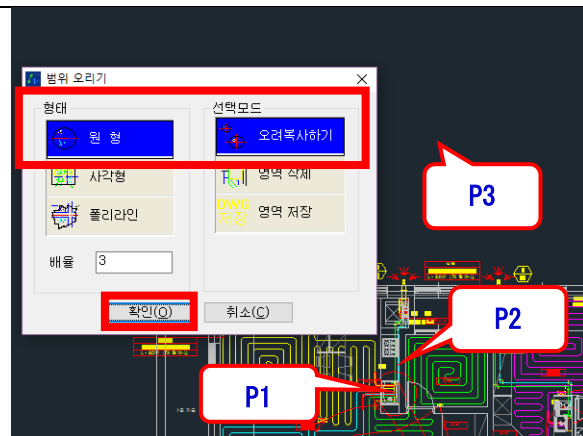 범위 오리기
형태
선택모드
원 형
오려복사하기
사각형
영역 삭제
폴리라인
DWG
저장
영역 저장
배율
3
확인(O)
취소(C)
P3
P2
P1